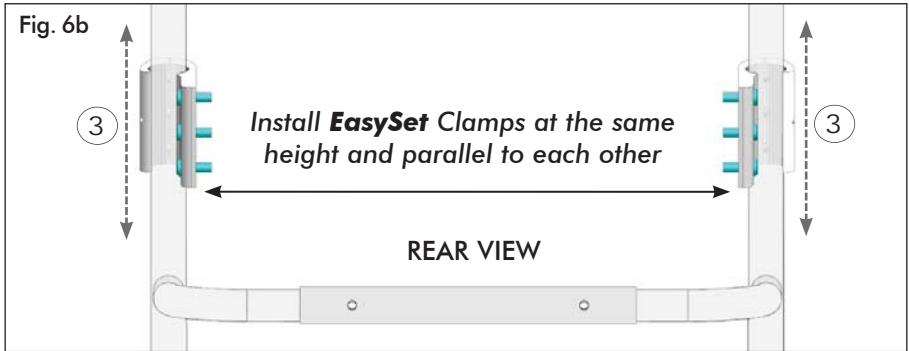 Fig. 6b
3
Install EasySet Clamps at the same
height and parallel to each other
3
REAR VIEW